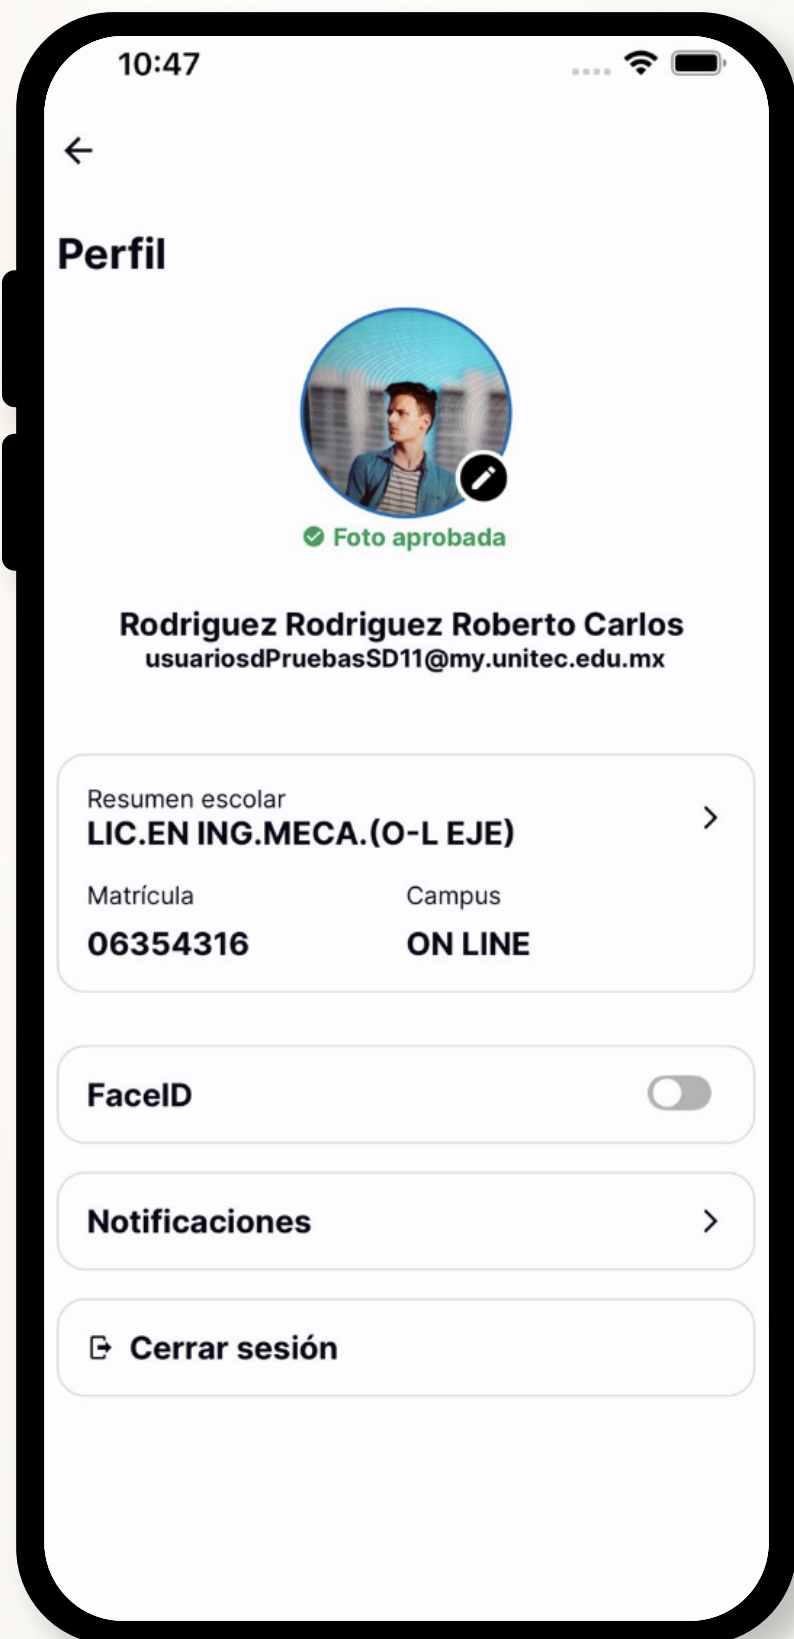 10:47
Perfil
Foto aprobada
Rodriguez Rodriguez Roberto Carlos
usuariosdPruebasSD11@my.unitec.edu.mx
Resumen escolar
LIC.EN ING.MECA.(O-L EJE)
Matrícula Campus
06354316 ON LINE
FaceID
Notificaciones
Cerrar sesión